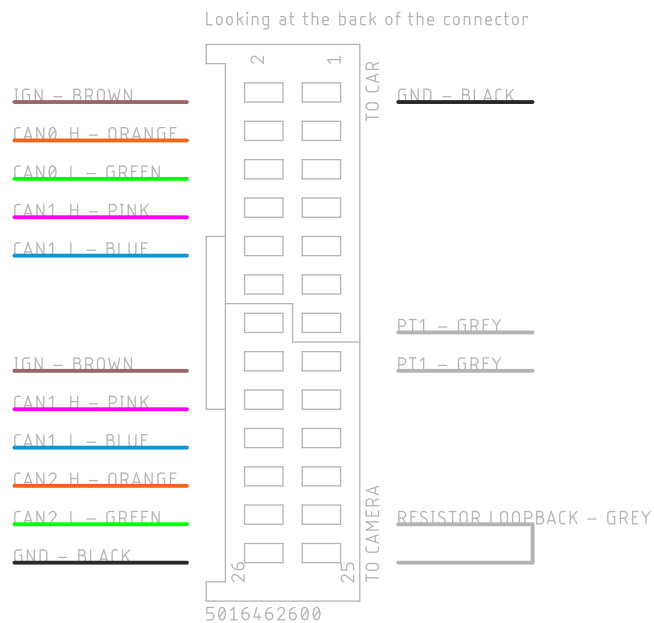 Looking at the back of the connector
2 1
TO CAR
IGN – BROWN
GND – BLACK
CAN0 H – ORANGE
CAN0 L – GREEN
CAN1 H – PINK
CAN1 L – BLUE
PT1 – GREY
IGN – BROWN
PT1 – GREY
CAN1 H – PINK
CAN1 L – BLUE
CAN2 H – ORANGE
CAN2 L – GREEN
RESISTOR LOOPBACK – GREY
TO CAMERA
GND – BLACK
26 25
5016462600